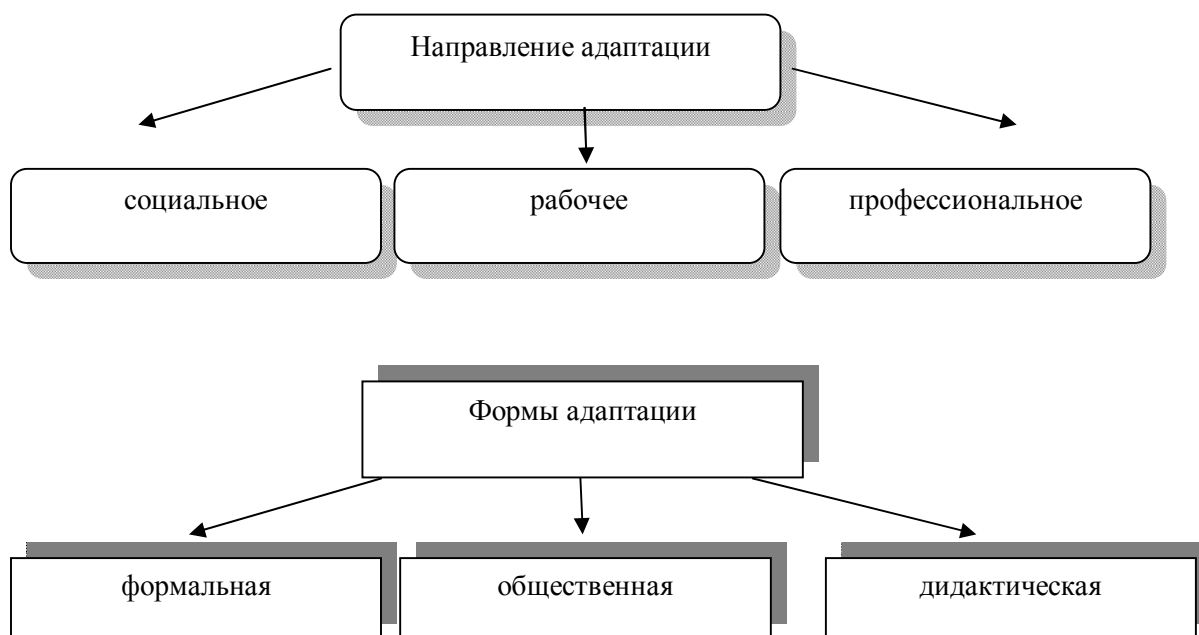 Направление адаптации
социальное
рабочее
профессиональное
Формы адаптации
формальная
общественная
дидактическая